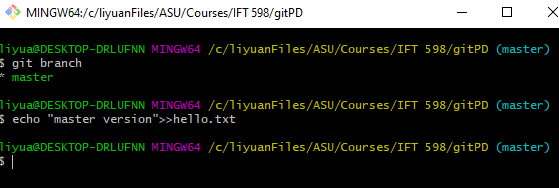 MINGW64:/c/liyuanFiles/ASU/Courses/IFT 598/gitPD
liyua@DESKTOP-DRLUFNN MINGW64 /c/liyuanFiles/ASU/Courses/IFT 598/gitPD (master)
$ git branch
* master
liyua@DESKTOP-DRLUFNN MINGW64 /c/liyuanFiles/ASU/Courses/IFT 598/gitPD (master)
$ echo "master version">>hello.txt
liyua@DESKTOP-DRLUFNN MINGW64 /c/liyuanFiles/ASU/Courses/IFT 598/gitPD (master)
$